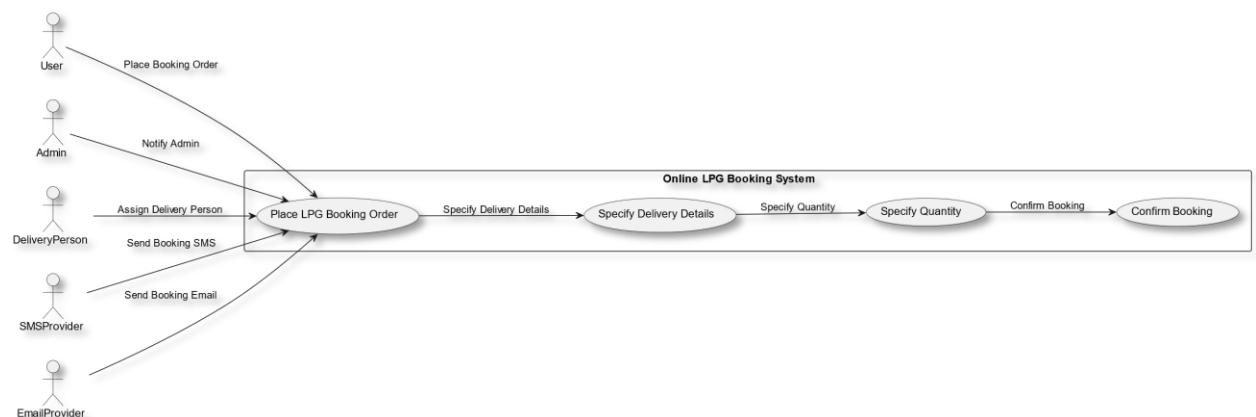 User
Place Booking Order
Admin
Notify Admin
Online LPG Booking System
DeliveryPerson
Assign Delivery Person
Place LPG Booking Order
Specify Delivery Details
Specify Delivery Details
Specify Quantity
Specify Quantity
Confirm Booking
Confirm Booking
Send Booking SMS
SMSProvider
Send Booking Email
EmailProvider